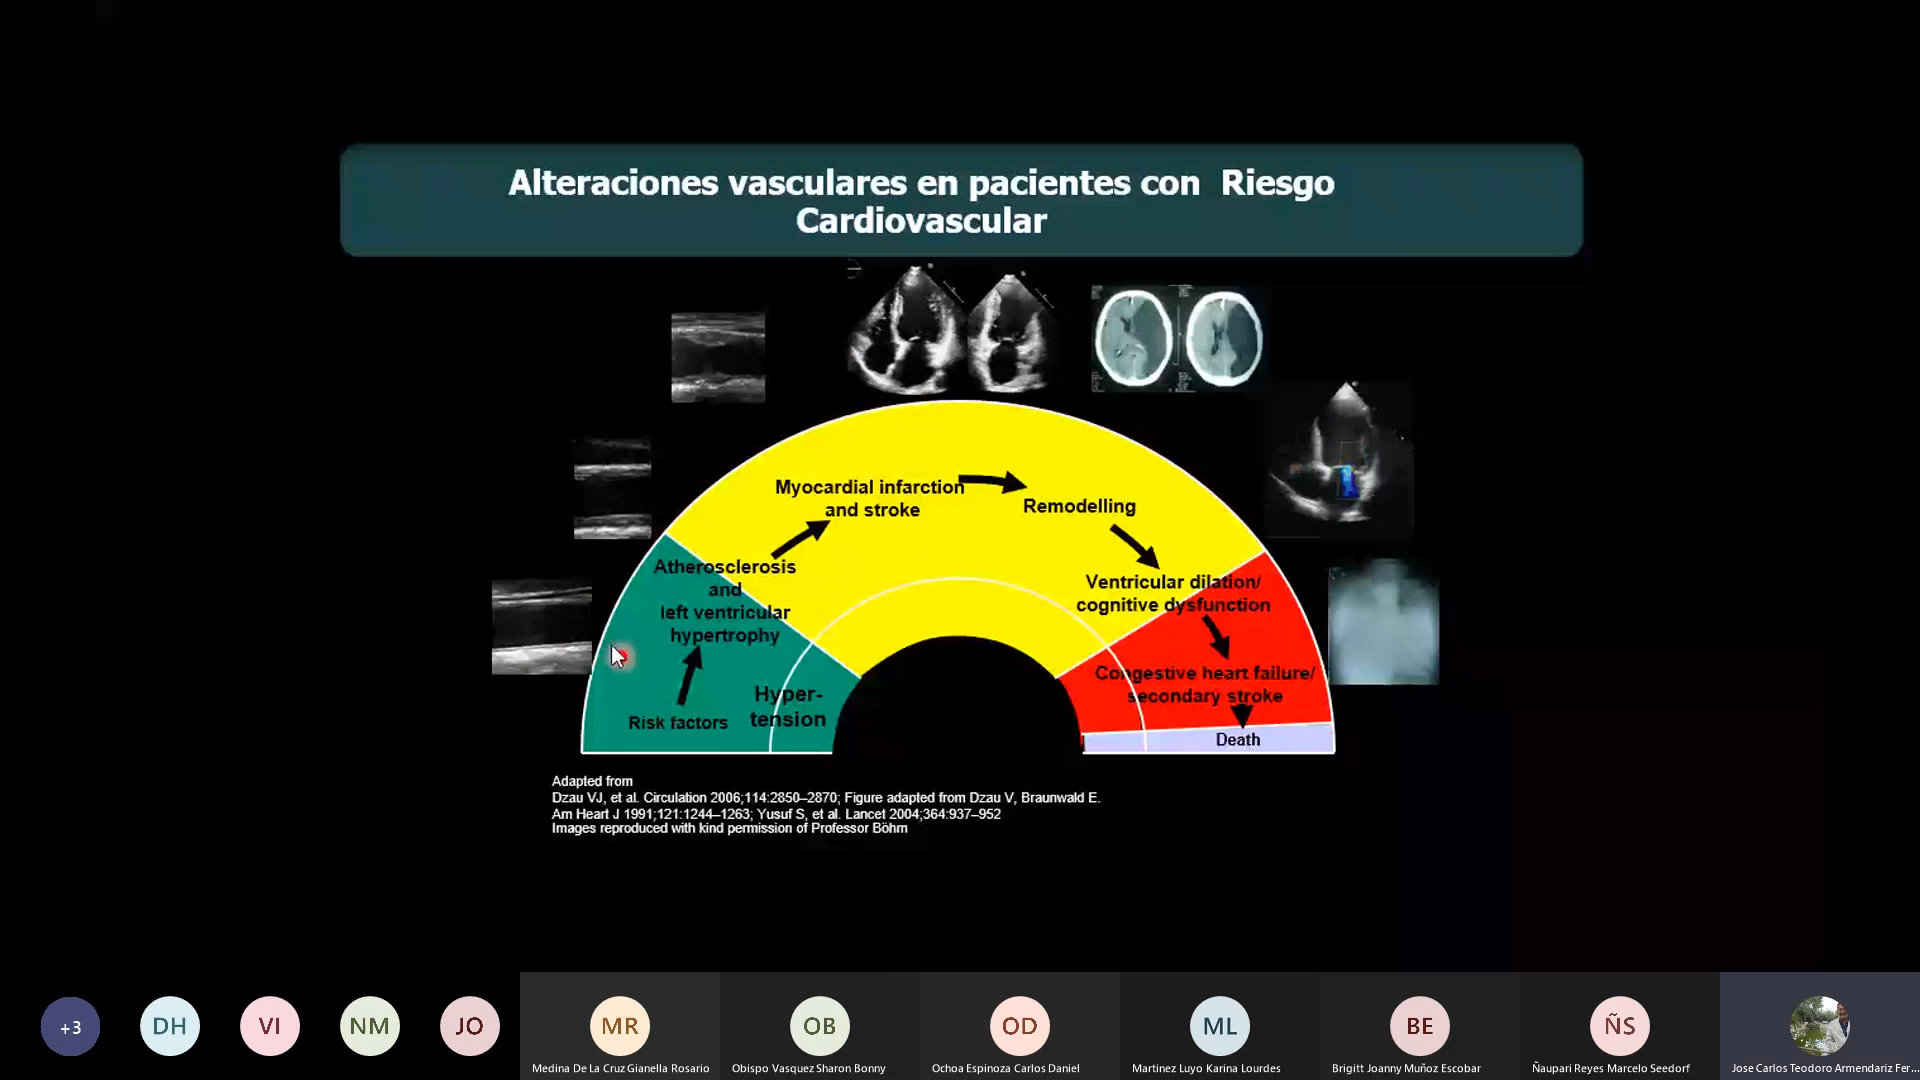 Alteraciones vasculares en pacientes con Riesgo
Cardiovascular
Myocardial infarction
and stroke
Remodelling
Atherosclerosis
and
left ventricular
hypertrophy
Ventricular dilation/
cognitive dysfunction
Hyper-
tension
Risk factors
Congestive heart failure/
secondary stroke
Death
Adapted from
Dzau VJ, et al. Circulation 2006;114:2850–2870; Figure adapted from Dzau V, Braunwald E.
Am Heart J 1991;121:1244–1263; Yusuf S, et al. Lancet 2004;364:937–952
Images reproduced with kind permission of Professor Böhm
+3
DH
VI
NM
JO
MR
OB
OD
ML
BE
ÑS
Medina De La Cruz Gianella Rosario
Obispo Vasquez Sharon Bonny
Ochoa Espinoza Carlos Daniel
Martinez Luyo Karina Lourdes
Brigitt Joanny Muñoz Escobar
Ñaupari Reyes Marcelo Seedorf
Jose Carlos Teodoro Armendariz Fer...